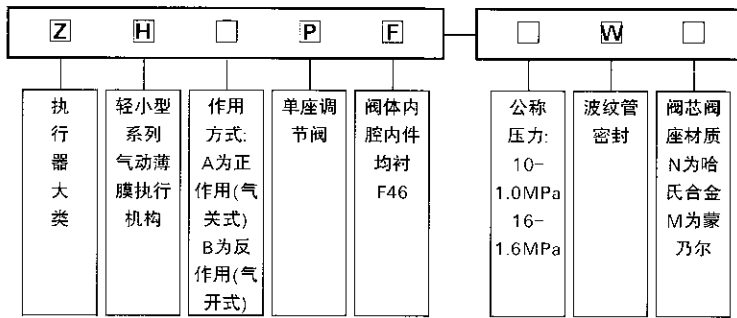 Z H □ P F — □ W □
执
行
器
大
类
轻小型
系列
气动薄
膜执行
机构
作用
方式:
A为正
作用(气
关式)
B为反
作用(气
开式)
单座调
节阀
阀体内
腔内件
均衬
F46
公称
压力:
10-
1.0MPa
16-
1.6MPa
波纹管
密封
阀芯阀
座材质
N为哈
氏合金
M为蒙
乃尔